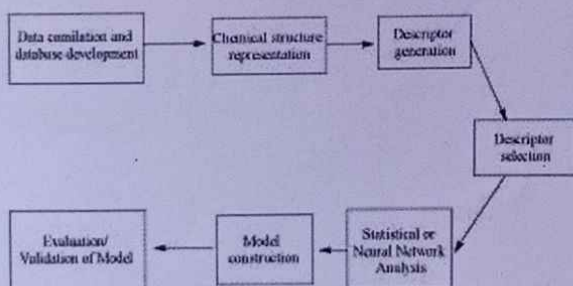 Data comilation and
database development
Chemical structure
representation
Descriptor
generation
Descriptor
selection
Statistical or
Neural Network
Analysis
Model
construction
Evaluation/
Validation of Model